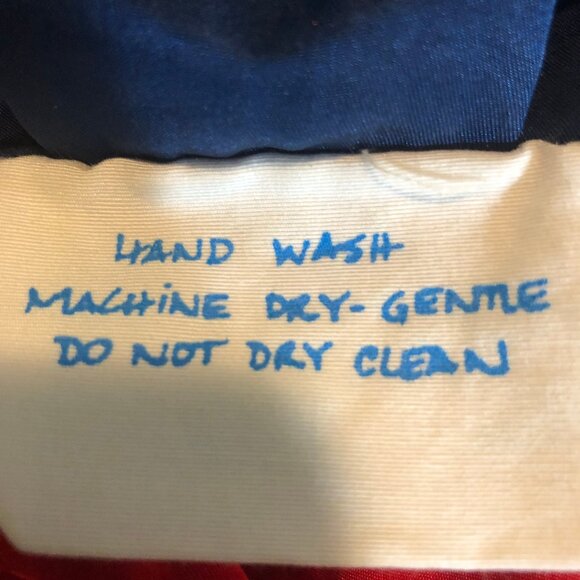 HAND WASH
MACHiNE DRY-GENTLE
DO NOT DRY CLEAN